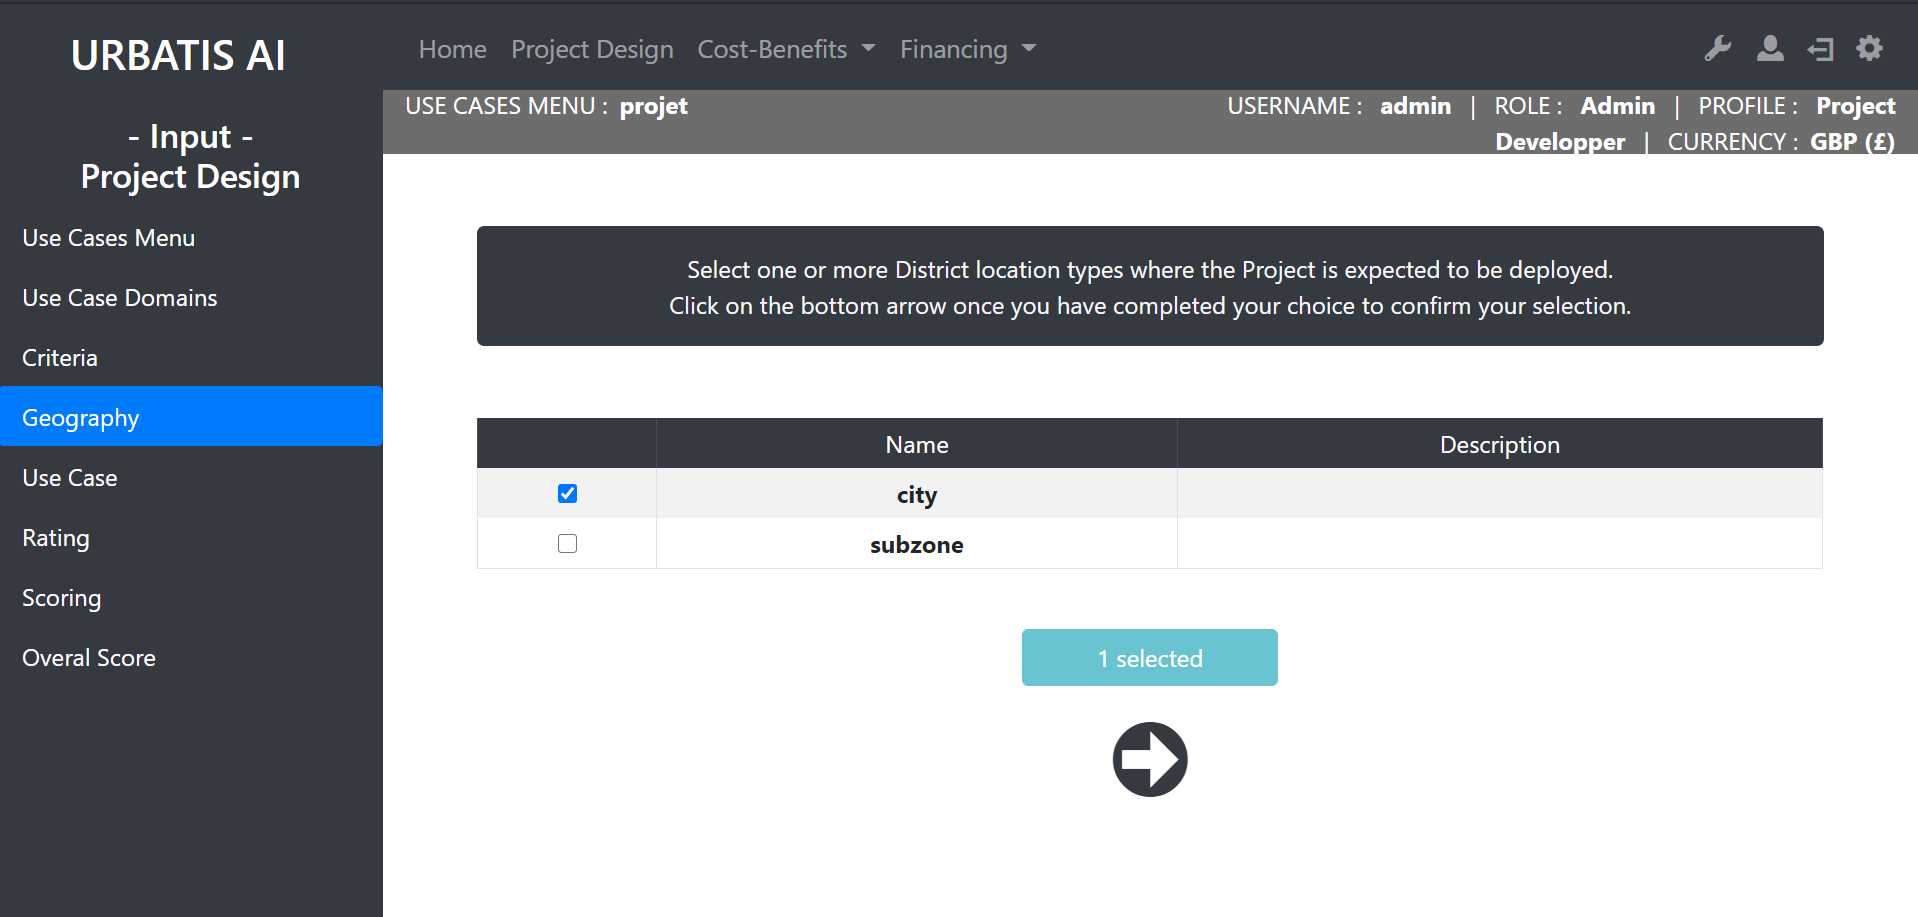 URBATIS AI
Home Project Design Cost-Benefits Financing
- Input -
Project Design
Use Cases Menu
Use Case Domains
Criteria
Geography
Use Case
Rating
Scoring
Overal Score
USE CASES MENU : projet
USERNAME : admin | ROLE : Admin | PROFILE : Project
Developper | CURRENCY : GBP (£)
Select one or more District location types where the Project is expected to be deployed.
Click on the bottom arrow once you have completed your choice to confirm your selection.
Name Description
city
subzone
1 selected